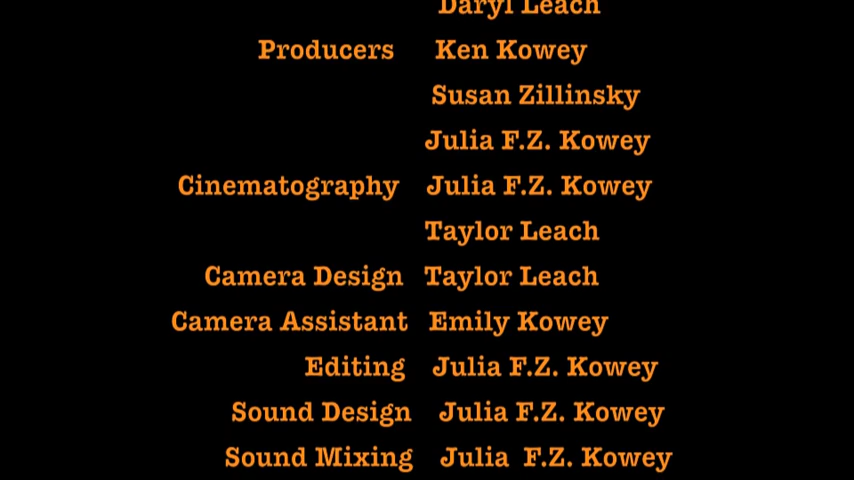 Daryl Leach
Producers Ken Kowey
Susan Zillinsky
Julia F.Z. Kowey
Cinematography Julia F.Z. Kowey
Taylor Leach
Camera Design Taylor Leach
Camera Assistant Emily Kowey
Editing Julia F.Z. Kowey
Sound Design Julia F.Z. Kowey
Sound Mixing Julia F.Z. Kowey